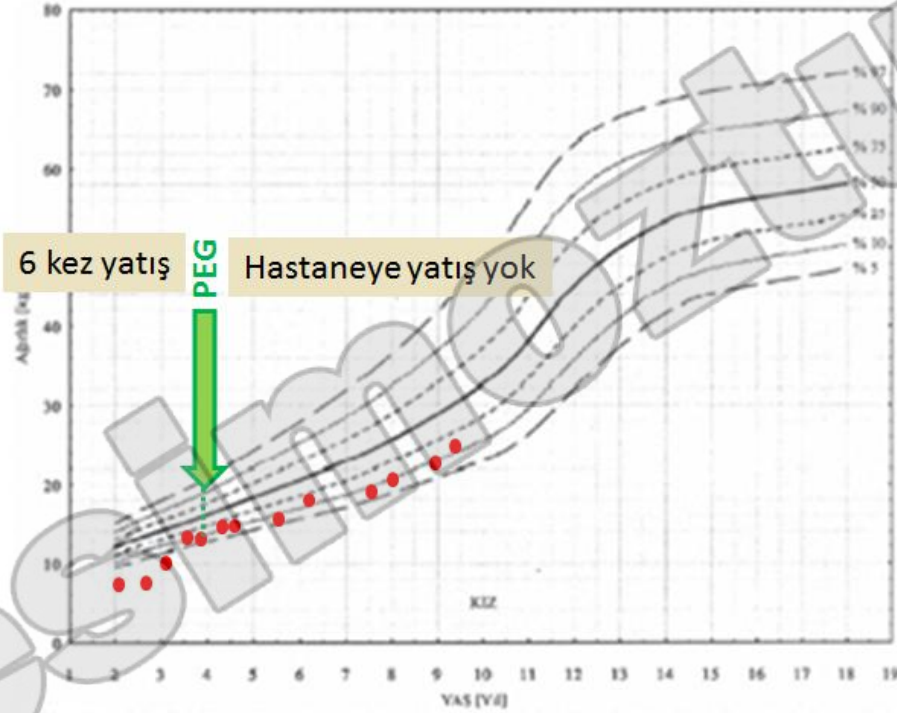 80
70
60
6 kez yatış
PEG
Hastaneye yatış yok
Ağırlık [kg]
40
30
20
10
0
% 97
% 90
% 75
% 50
% 25
% 10
% 5
KIZ
1 2 3 4 5 6 7 8 9 10 11 12 13 14 15 16 17 18 19
YAŞ [Yıl]